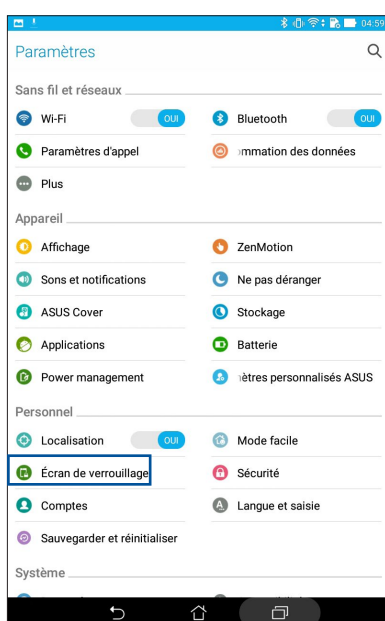 04:59
Paramètres
Sans fil et réseaux
Wi-Fi OUI Bluetooth OUI
Paramètres d'appel mmation des données
Plus
Appareil
Affichage ZenMotion
Sons et notifications Ne pas déranger
ASUS Cover Stockage
Applications Batterie
Power management ètres personnalisés ASUS
Personnel
Localisation OUI Mode facile
Écran de verrouillage Sécurité
Comptes A Langue et saisie
Sauvegarder et réinitialiser
Système